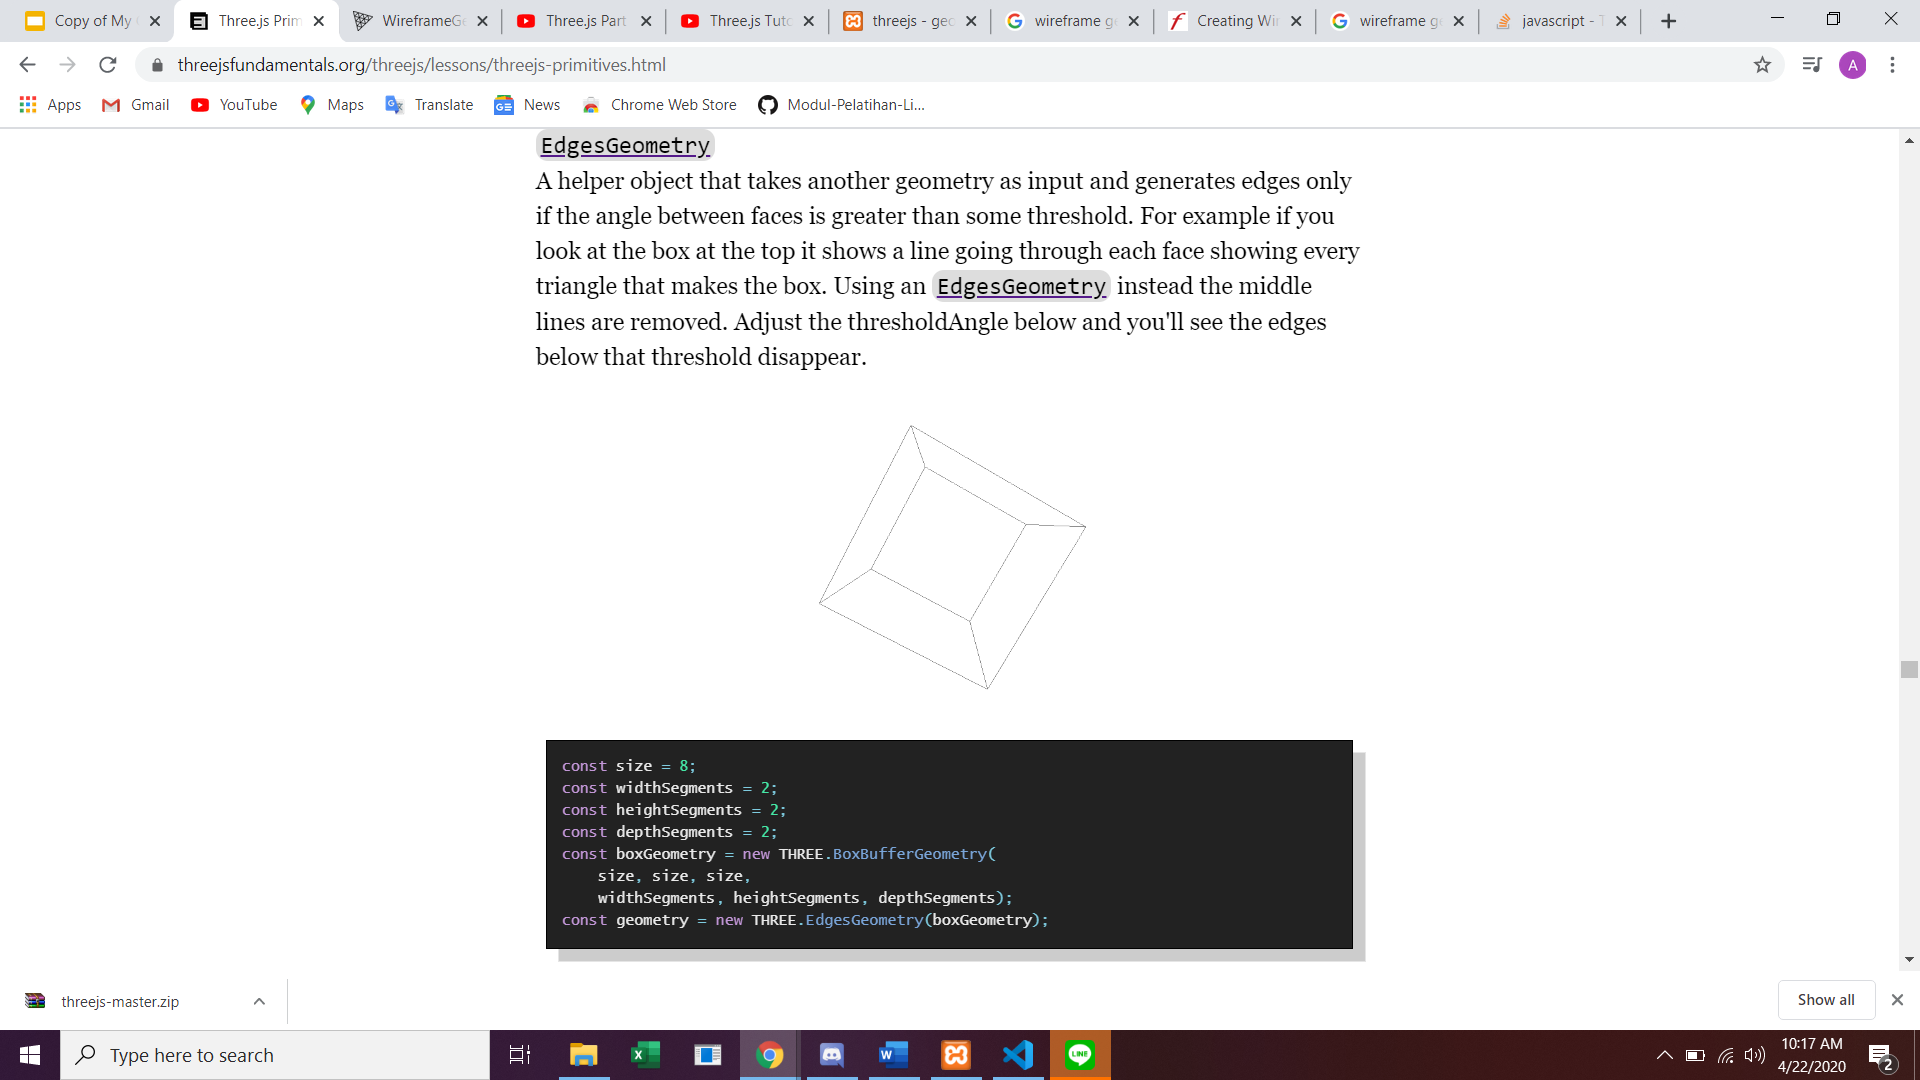 Copy of My
Three.js Prim
WireframeGe
Three.js Part
Three.js Tuto
threejs - geo
wireframe ge
Creating Wir
wireframe ge
javascript - T
threejsfundamentals.org/threejs/lessons/threejs-primitives.html
A
Apps
Gmail
YouTube
Maps
Translate
News
Chrome Web Store
Modul-Pelatihan-Li...
EdgesGeometry
A helper object that takes another geometry as input and generates edges only
if the angle between faces is greater than some threshold. For example if you
look at the box at the top it shows a line going through each face showing every
triangle that makes the box. Using an EdgesGeometry instead the middle
lines are removed. Adjust the thresholdAngle below and you'll see the edges
below that threshold disappear.
const size = 8;
const widthSegments = 2;
const heightSegments = 2;
const depthSegments = 2;
const boxGeometry = new THREE.BoxBufferGeometry(
size, size, size,
widthSegments, heightSegments, depthSegments);
const geometry = new THREE.EdgesGeometry(boxGeometry);
threejs-master.zip
Show all
Type here to search
LINE
10:17 AM
4/22/2020
2